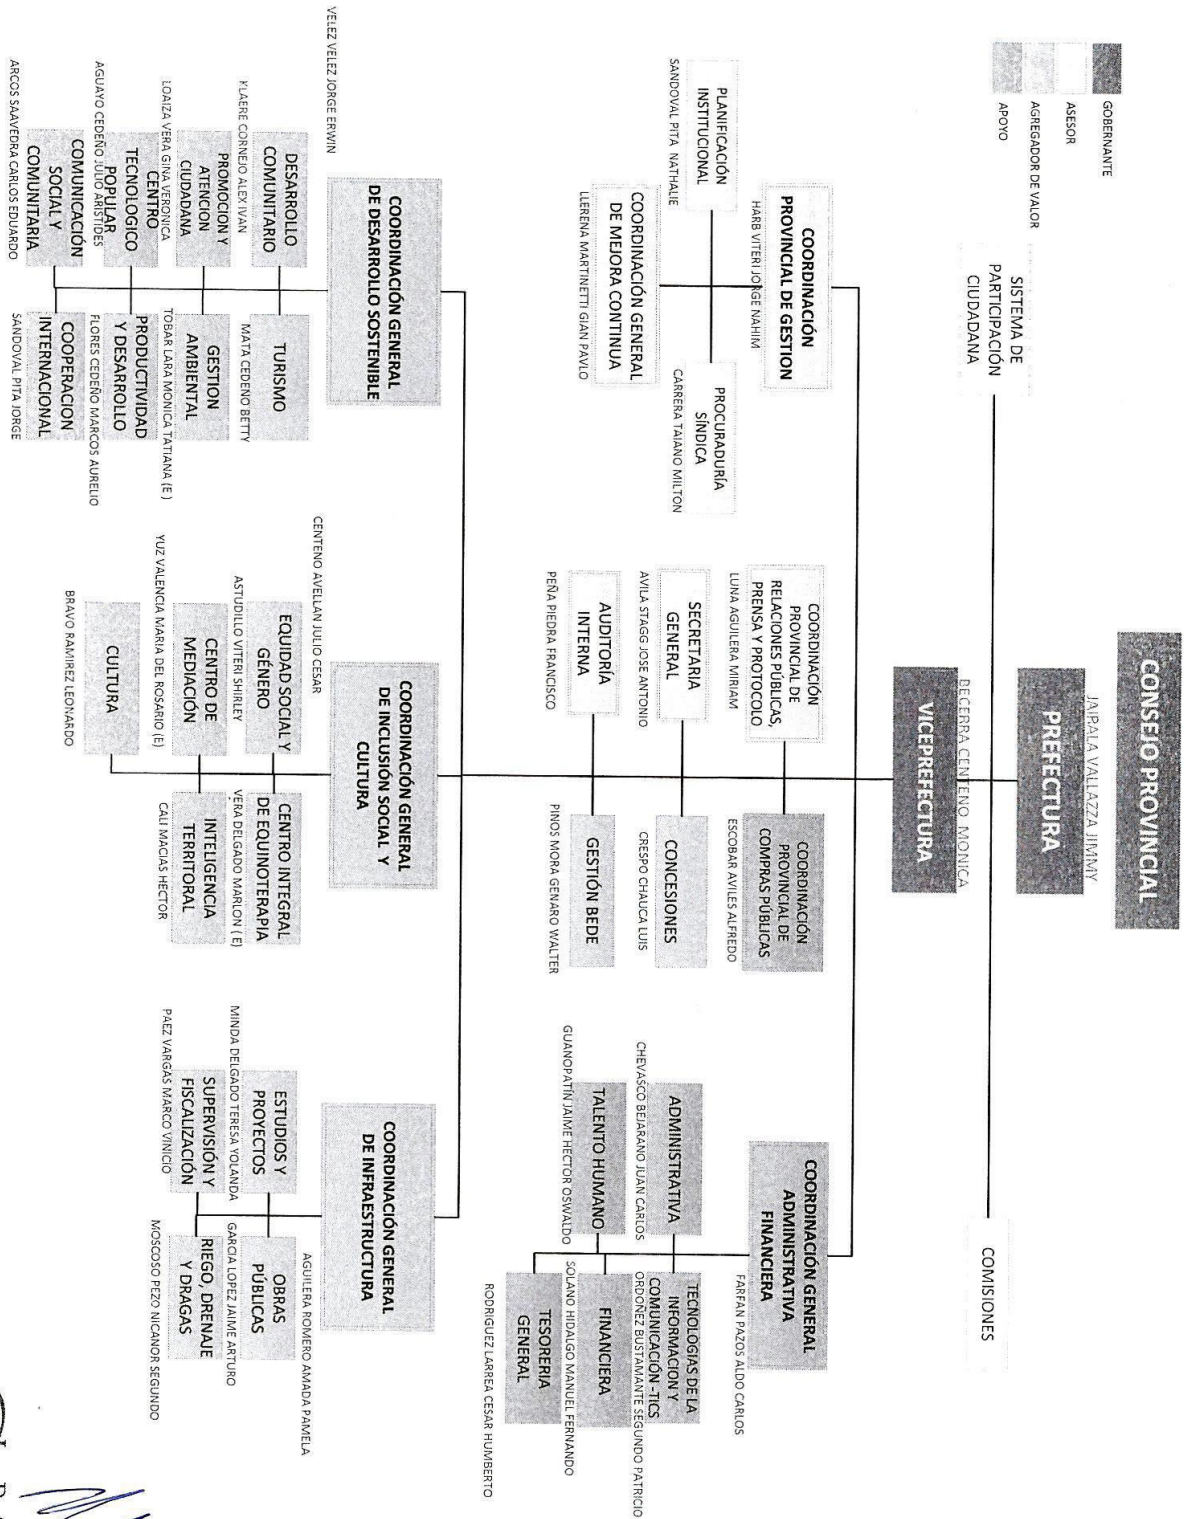 CONSEJO PROVINCIAL
JAIRALA VALLAZZA JIMMY
PREFECTURA
BECERRA CENTENO MONICA
VICEPREFECTURA
GOBERNANTE
ASESOR
AGREGADOR DE VALOR
APOYO
SISTEMA DE
PARTICIPACIÓN
CIUDADANA
COMISIONES
COORDINACIÓN
PROVINCIAL DE GESTION
HARB VITERI JORGE NAHIM
PLANIFICACIÓN
INSTITUCIONAL
SANDOVAL PITA NATHALIE
PROCURADURÍA
SÍNDICA
CARRERA TAIANO MILTON
COORDINACIÓN GENERAL
DE MEJORA CONTINUA
LLERENA MARTINETTI GIAN PAVLO
COORDINACIÓN
PROVINCIAL DE
RELACIONES PÚBLICAS,
PRENSA Y PROTOCOLO
LUNA AGUILERA MIRIAM
COORDINACIÓN
PROVINCIAL DE
COMPRAS PÚBLICAS
ESCOBAR AVILES ALFREDO
SECRETARIA
GENERAL
AVILA STAGG JOSE ANTONIO
CONCESIONES
CRESPO CHAUCA LUIS
AUDITORÍA
INTERNA
PEÑA PIEDRA FRANCISCO
GESTIÓN BEDE
PINOS MORA GENARO WALTER
COORDINACIÓN GENERAL
ADMINISTRATIVA
FINANCIERA
FARFAN PAZOS ALDO CARLOS
ADMINISTRATIVA
CHEVASCO BEJARANO JUAN CARLOS
TECNOLOGIAS DE LA
INFORMACION Y
COMUNICACIÓN -TICS
ORDOÑEZ BUSTAMANTE SEGUNDO PATRICIO
TALENTO HUMANO
GUANOPATÍN JAIME HECTOR OSWALDO
FINANCIERA
SOLANO HIDALGO MANUEL FERNANDO
TESORERIA
GENERAL
RODRIGUEZ LARREA CESAR HUMBERTO
COORDINACIÓN GENERAL
DE DESARROLLO SOSTENIBLE
VELEZ VELEZ JORGE ERWIN
DESARROLLO
COMUNITARIO
KLAERE CORNEJO ALEX IVAN
TURISMO
MATA CEDEÑO BETTY
PROMOCION Y
ATENCION
CIUDADANA
LOAIZA VERA GINA VERONICA
GESTION
AMBIENTAL
TOBAR LARA MONICA TATIANA (E )
CENTRO
TECNOLOGICO
POPULAR
AGUAYO CEDEÑO JULIO ARISTIDES
PRODUCTIVIDAD
Y DESARROLLO
FLORES CEDEÑO MARCOS AURELIO
COMUNICACIÓN
SOCIAL Y
COMUNITARIA
ARCOS SAAVEDRA CARLOS EDUARDO
COOPERACION
INTERNACIONAL
SANDOVAL PITA JORGE
COORDINACIÓN GENERAL
DE INCLUSIÓN SOCIAL Y
CULTURA
CENTENO AVELLAN JULIO CESAR
EQUIDAD SOCIAL Y
GÉNERO
ASTUDILLO VITERI SHIRLEY
CENTRO INTEGRAL
DE EQUINOTERAPIA
VERA DELGADO MARLON ( E)
CENTRO DE
MEDIACIÓN
YUZ VALENCIA MARIA DEL ROSARIO (E)
INTELIGENCIA
TERRITORAL
CALI MACIAS HECTOR
CULTURA
BRAVO RAMIREZ LEONARDO
COORDINACIÓN GENERAL
DE INFRAESTRUCTURA
AGUILERA ROMERO AMADA PAMELA
ESTUDIOS Y
PROYECTOS
MINDA DELGADO TERESA YOLANDA
OBRAS
PÚBLICAS
GARCIA LOPEZ JAIME ARTURO
SUPERVISIÓN Y
FISCALIZACIÓN
PAEZ VARGAS MARCO VINICIO
RIEGO, DRENAJE
Y DRAGAS
MOSCOSO PEZO NICANOR SEGUNDO